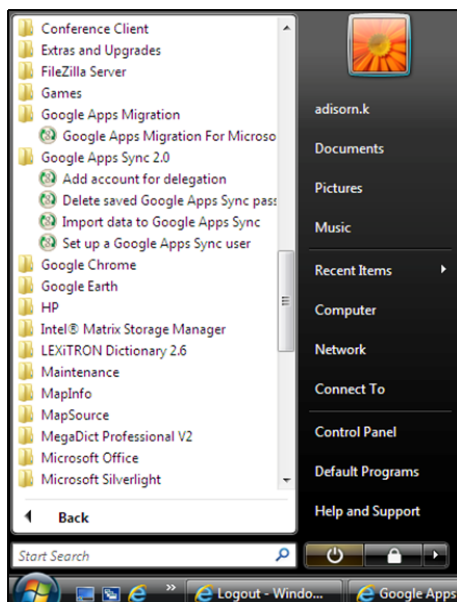 Conference Client
Extras and Upgrades
FileZilla Server
Games
Google Apps Migration
Google Apps Migration For Microso
Google Apps Sync 2.0
Add account for delegation
Delete saved Google Apps Sync pass
Import data to Google Apps Sync
Set up a Google Apps Sync user
Google Chrome
Google Earth
HP
Intel® Matrix Storage Manager
LEXiTRON Dictionary 2.6
Maintenance
MapInfo
MapSource
MegaDict Professional V2
Microsoft Office
Microsoft Silverlight
Back
Start Search
adisorn.k
Documents
Pictures
Music
Recent Items
Computer
Network
Connect To
Control Panel
Default Programs
Help and Support
Logout - Windo...
Google Apps